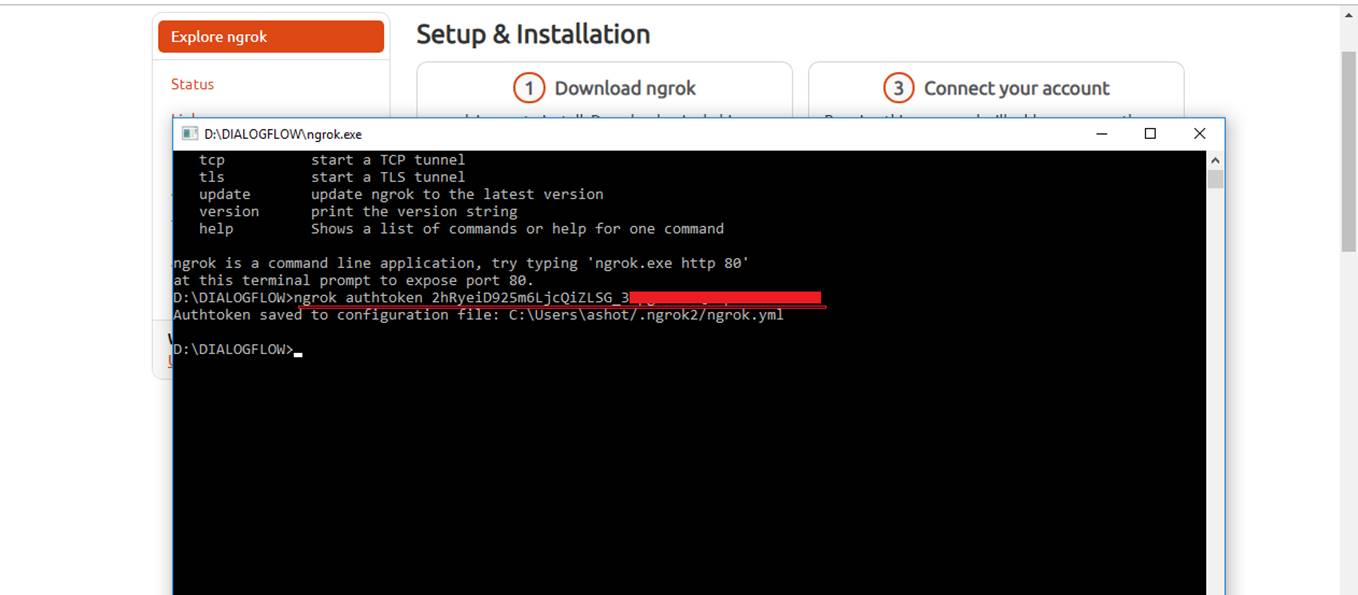 Explore ngrok
Setup & Installation
Status
1 Download ngrok
3 Connect your account
D:\DIALOGFLOW\ngrok.exe
tcp start a TCP tunnel
tls start a TLS tunnel
update update ngrok to the latest version
version print the version string
help Shows a list of commands or help for one command
ngrok is a command line application, try typing 'ngrok.exe http 80'
at this terminal prompt to expose port 80.
D:\DIALOGFLOW>ngrok authtoken 2hRyeiD925m6LjcQiZLSG_3
Authtoken saved to configuration file: C:\Users\ashot/.ngrok2/ngrok.yml
D:\DIALOGFLOW>